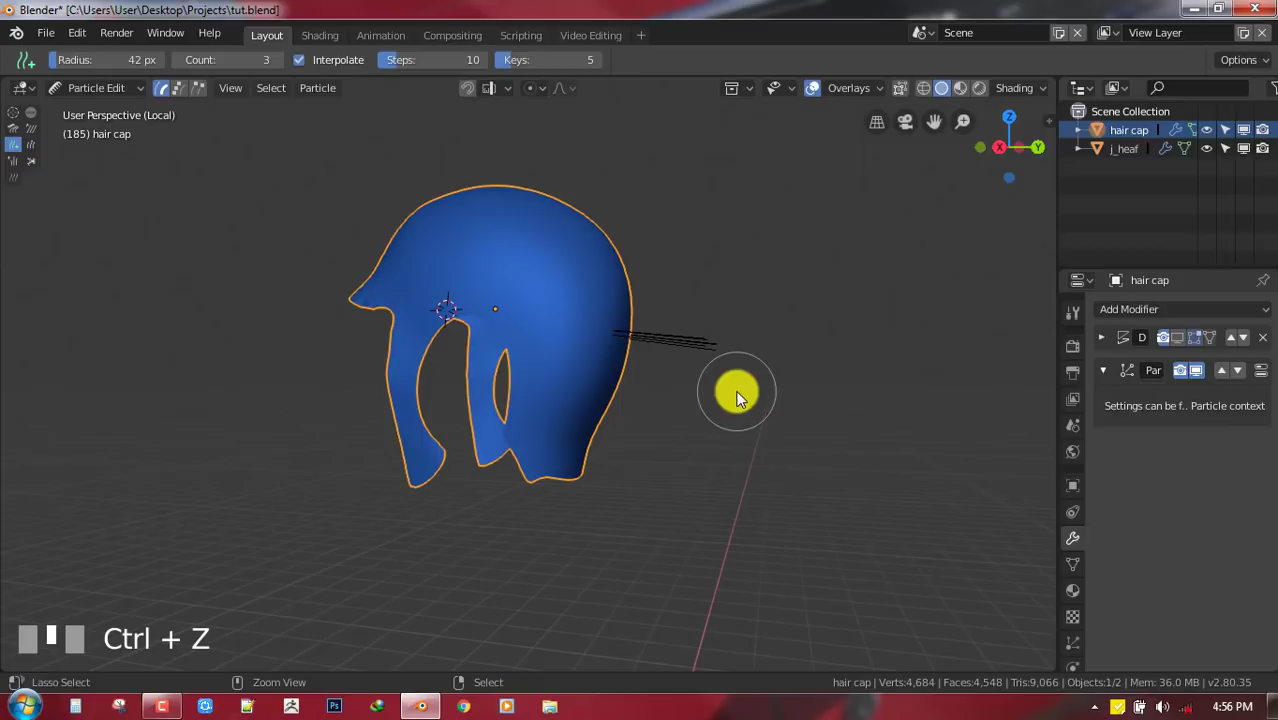 Blender* [C:\Users\User\Desktop\Projects\tut.blend]
File Edit Render Window Help Layout Shading Animation Compositing Scripting Video Editing + Scene View Layer
Radius: 42 px Count: 3 Interpolate Steps: 10 Keys: 5 Options
Particle Edit View Select Particle Overlays Shading
User Perspective (Local)
(185) hair cap
Z
X
Y
Scene Collection
hair cap
j_heaf
hair cap
Add Modifier
D
Par
Settings can be f.. Particle context
Ctrl + Z
Lasso Select Zoom View Select hair cap | Verts:4,684 | Faces:4,548 | Tris:9,066 | Objects:1/2 | Mem: 36.0 MB | v2.80.35
Ps
4:56 PM